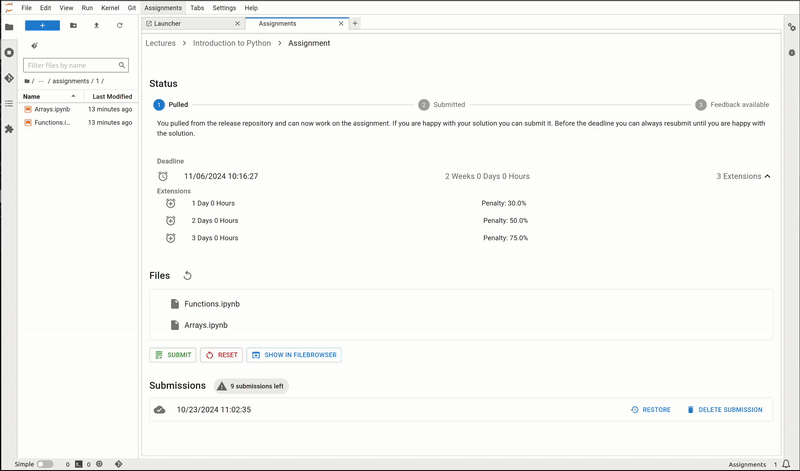 File Edit View Run Kernel Git Assignments Tabs Settings Help
+
Filter files by name
/ ... / assignments / 1 /
Name Last Modified
Arrays.ipynb 13 minutes ago
Functions.i... 13 minutes ago
Launcher × Assignments × +
Lectures > Introduction to Python > Assignment
Status
1 Pulled 2 Submitted 3 Feedback available
You pulled from the release repository and can now work on the assignment. If you are happy with your solution you can submit it. Before the deadline you can always resubmit until you are happy with
the solution.
Deadline
11/06/2024 10:16:27 2 Weeks 0 Days 0 Hours 3 Extensions
Extensions
1 Day 0 Hours Penalty: 30.0%
2 Days 0 Hours Penalty: 50.0%
3 Days 0 Hours Penalty: 75.0%
Files
Functions.ipynb
Arrays.ipynb
SUBMIT RESET SHOW IN FILEBROWSER
Submissions 9 submissions left
10/23/2024 11:02:35 RESTORE DELETE SUBMISSION
Simple 0 0 Assignments 1